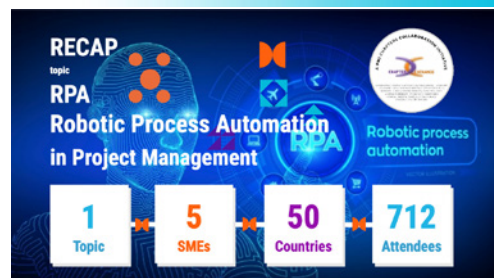 RECAP
topic
RPA
Robotic Process Automation
in Project Management
RPA
Robotic process
automation
1
Topic
5
SMEs
50
Countries
712
Attendees